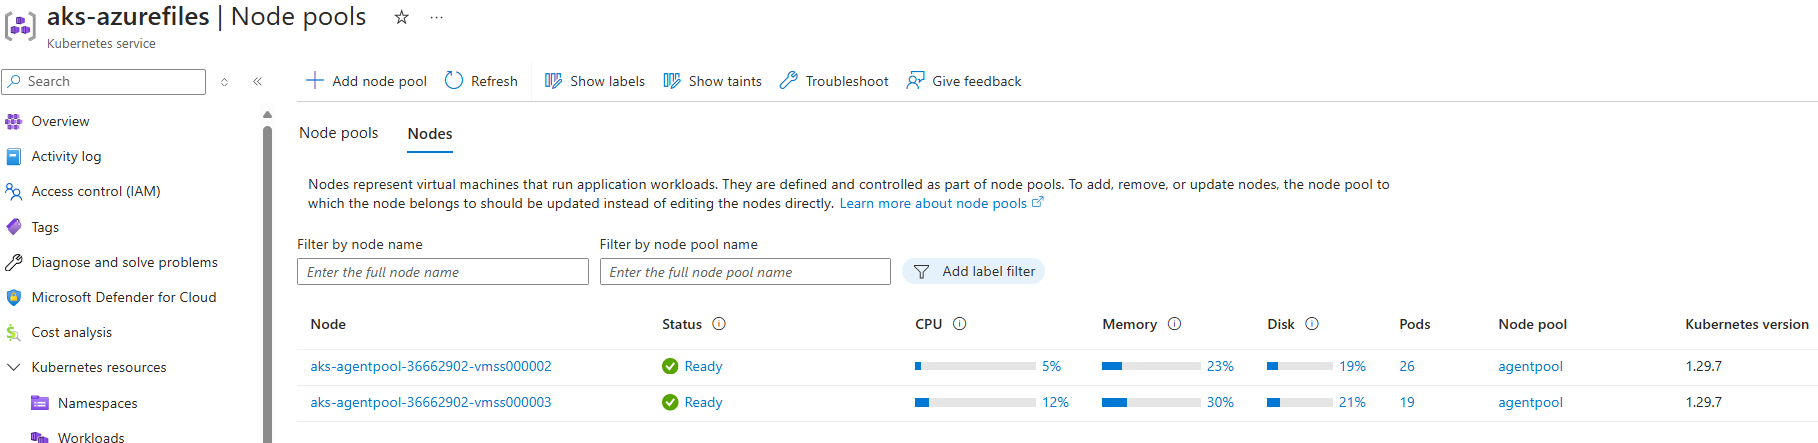 aks-azurefiles | Node pools
Kubernetes service
Search
Add node pool Refresh Show labels Show taints Troubleshoot Give feedback
Overview
Activity log
Access control (IAM)
Tags
Diagnose and solve problems
Microsoft Defender for Cloud
Cost analysis
Kubernetes resources
Namespaces
Workloads
Node pools Nodes
Nodes represent virtual machines that run application workloads. They are defined and controlled as part of node pools. To add, remove, or update nodes, the node pool to
which the node belongs to should be updated instead of editing the nodes directly. Learn more about node pools
Filter by node name Filter by node pool name
Enter the full node name Enter the full node pool name Add label filter
Node Status CPU Memory Disk Pods Node pool Kubernetes version
aks-agentpool-36662902-vmss000002 Ready 5% 23% 19% 26 agentpool 1.29.7
aks-agentpool-36662902-vmss000003 Ready 12% 30% 21% 19 agentpool 1.29.7